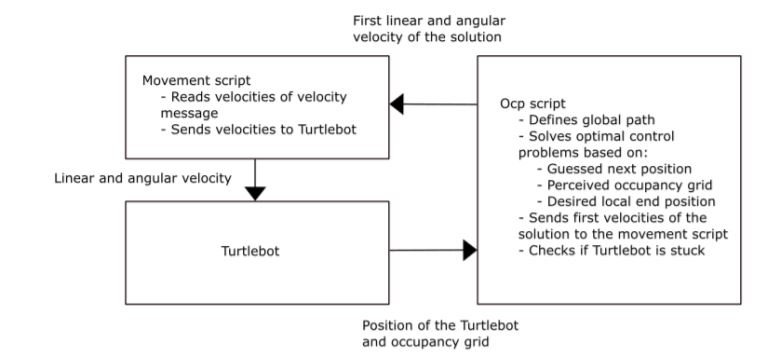 First linear and angular
velocity of the solution
Movement script
- Reads velocities of velocity
message
- Sends velocities to Turtlebot
Ocp script
- Defines global path
- Solves optimal control
problems based on:
- Guessed next position
- Perceived occupancy grid
- Desired local end position
- Sends first velocities of the
solution to the movement script
- Checks if Turtlebot is stuck
Linear and angular velocity
Turtlebot
Position of the Turtlebot
and occupancy grid